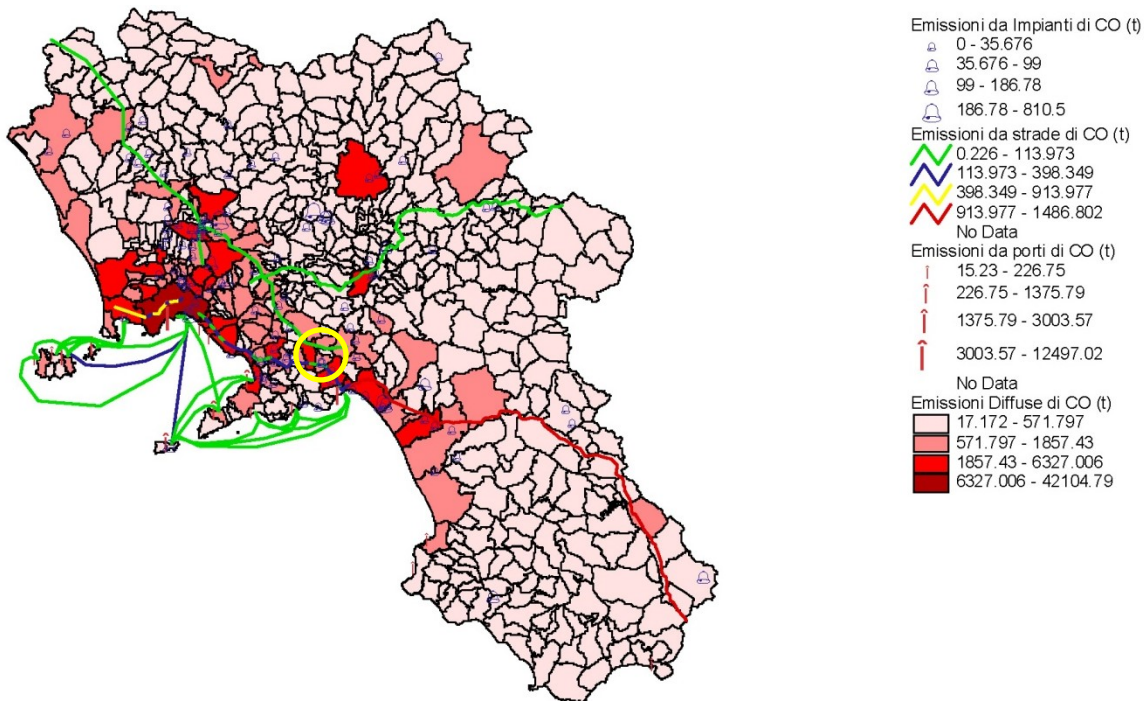 Emissioni da Impianti di CO (t)
0 - 35.676
35.676 - 99
99 - 186.78
186.78 - 810.5
Emissioni da strade di CO (t)
0.226 - 113.973
113.973 - 398.349
398.349 - 913.977
913.977 - 1486.802
No Data
Emissioni da porti di CO (t)
15.23 - 226.75
226.75 - 1375.79
1375.79 - 3003.57
3003.57 - 12497.02
No Data
Emissioni Diffuse di CO (t)
17.172 - 571.797
571.797 - 1857.43
1857.43 - 6327.006
6327.006 - 42104.79